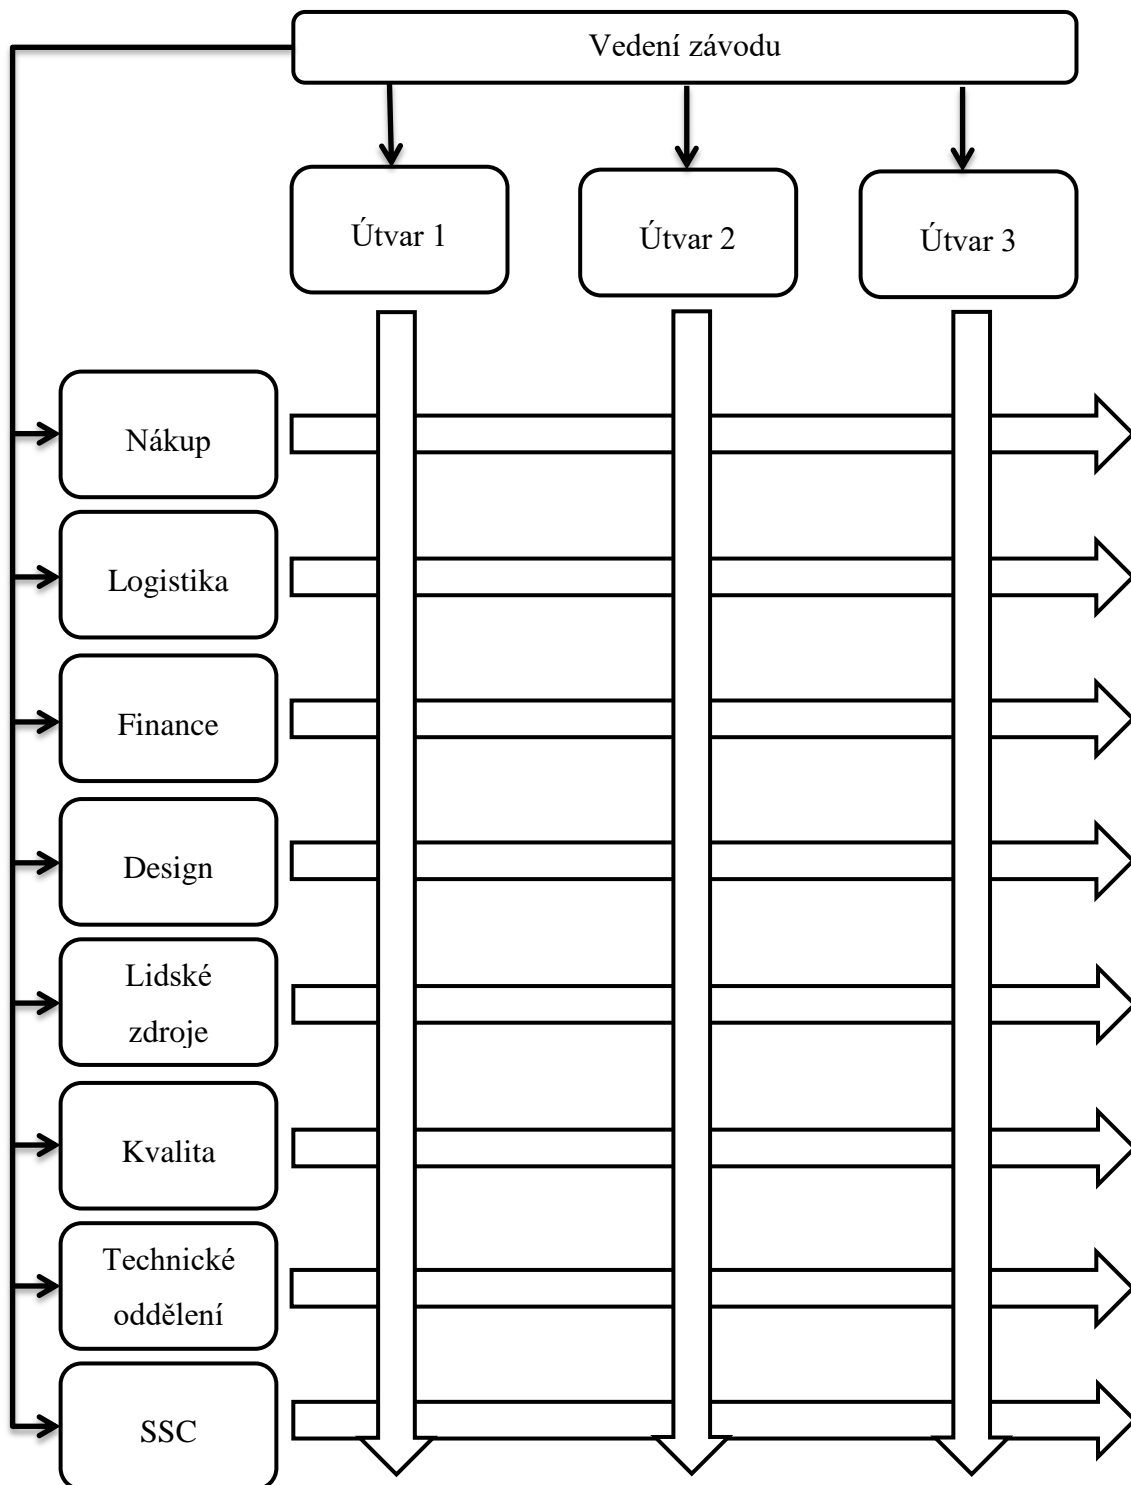 Vedení závodu
Útvar 1
Útvar 2
Útvar 3
Nákup
Logistika
Finance
Design
Lidské
zdroje
Kvalita
Technické
oddělení
SSC